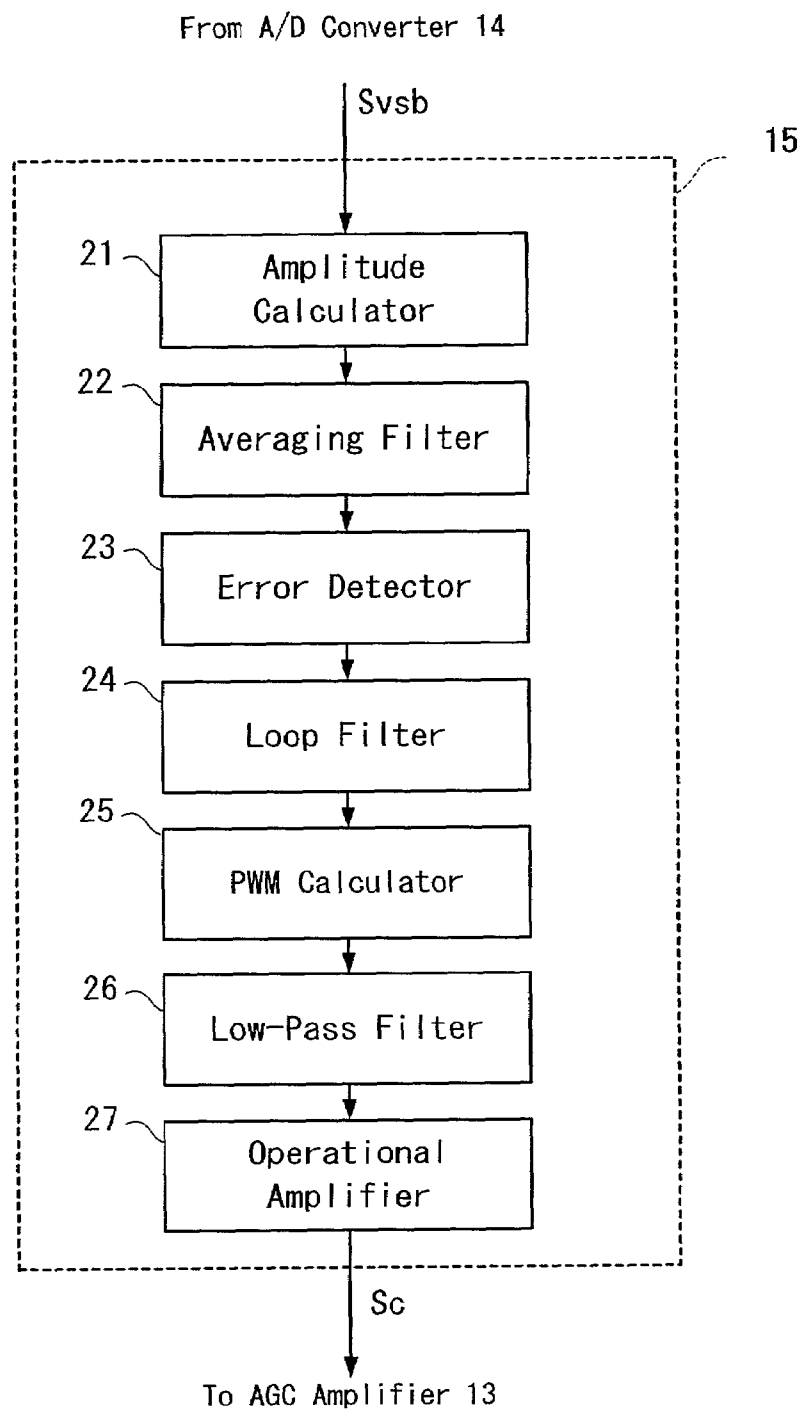 From A/D Converter 14
Svsb
15
21
Amplitude
Calculator
22
Averaging Filter
23
Error Detector
24
Loop Filter
25
PWM Calculator
26
Low-Pass Filter
27
Operational
Amplifier
Sc
To AGC Amplifier 13